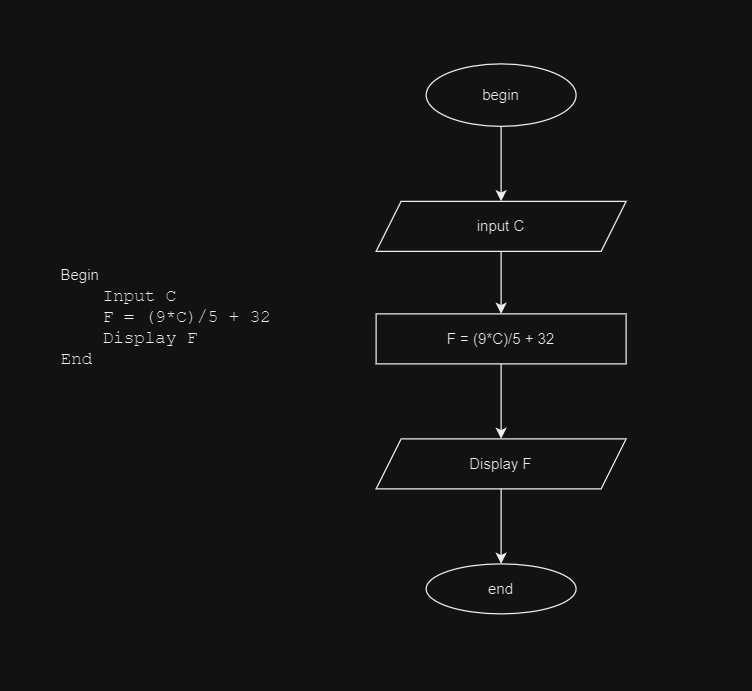 Begin
Input C
F = (9*C)/5 + 32
Display F
End
begin
input C
F = (9*C)/5 + 32
Display F
end